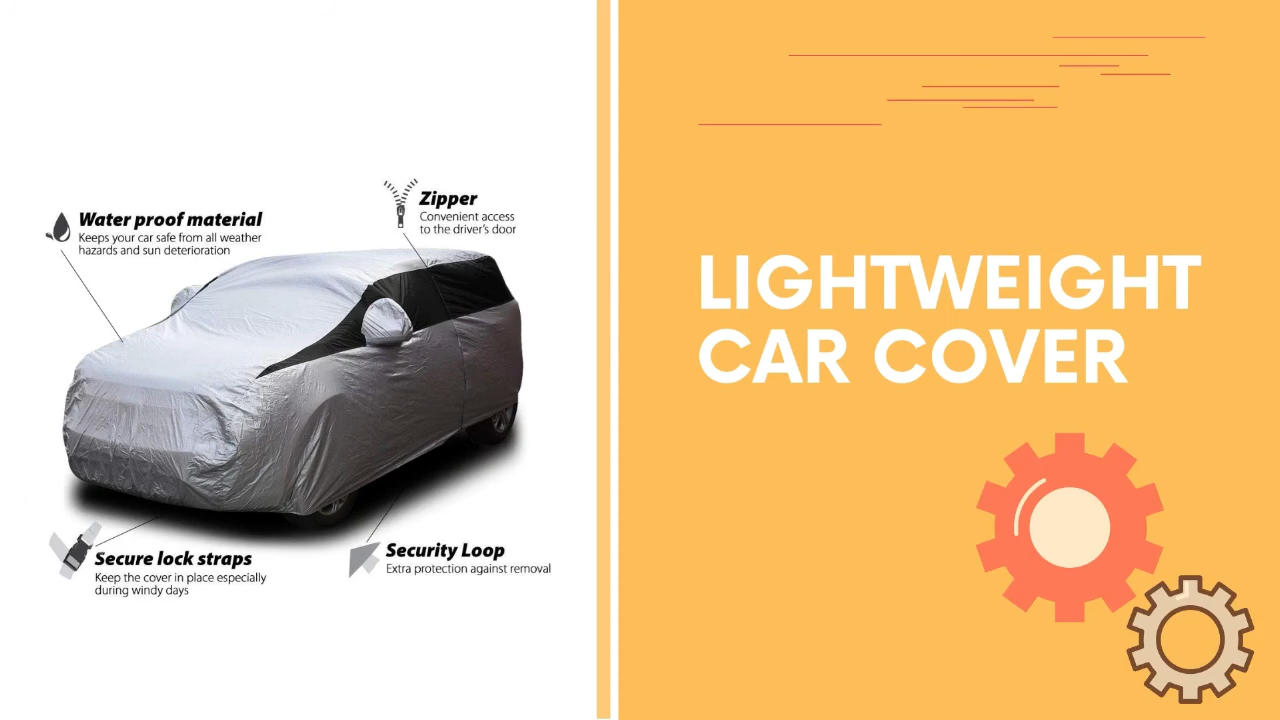 Water proof material
Keeps your car safe from all weather
hazards and sun deterioration
Zipper
Convenient access
to the driver's door
Secure lock straps
Keep the cover in place especially
during windy days
Security Loop
Extra protection against removal
LIGHTWEIGHT
CAR COVER